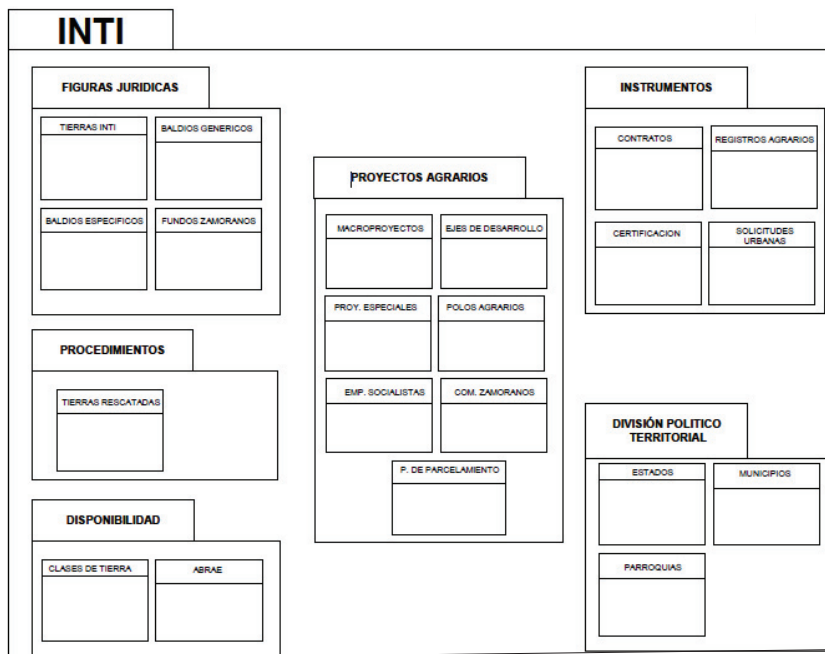 INTI
FIGURAS JURIDICAS
TIERRAS INTI
BALDIOS GENERICOS
BALDIOS ESPECIFICOS
FUNDOS ZAMORANOS
PROCEDIMIENTOS
TIERRAS RESCATADAS
DISPONIBILIDAD
CLASES DE TIERRA
ABRAE
PROYECTOS AGRARIOS
MACROPROYECTOS
EJES DE DESARROLLO
PROY. ESPECIALES
POLOS AGRARIOS
EMP. SOCIALISTAS
COM. ZAMORANOS
P. DE PARCELAMIENTO
INSTRUMENTOS
CONTRATOS
REGISTROS AGRARIOS
CERTIFICACION
SOLICITUDES
URBANAS
DIVISIÓN POLITICO
TERRITORIAL
ESTADOS
MUNICIPIOS
PARROQUIAS